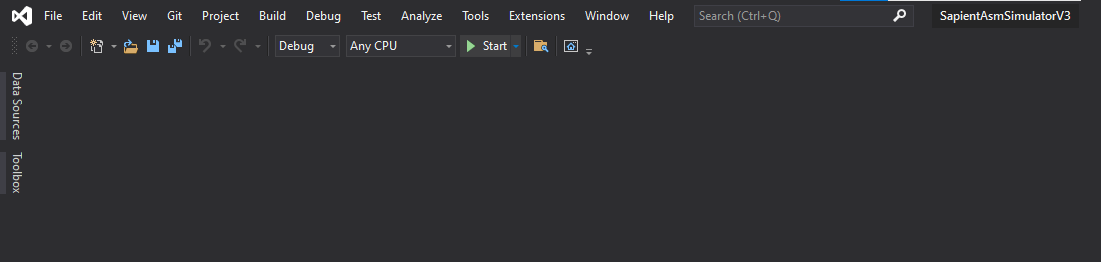 File Edit View Git Project Build Debug Test Analyze Tools Extensions Window Help Search (Ctrl+Q) SapientAsmSimulatorV3
Debug Any CPU Start
Data Sources
Toolbox